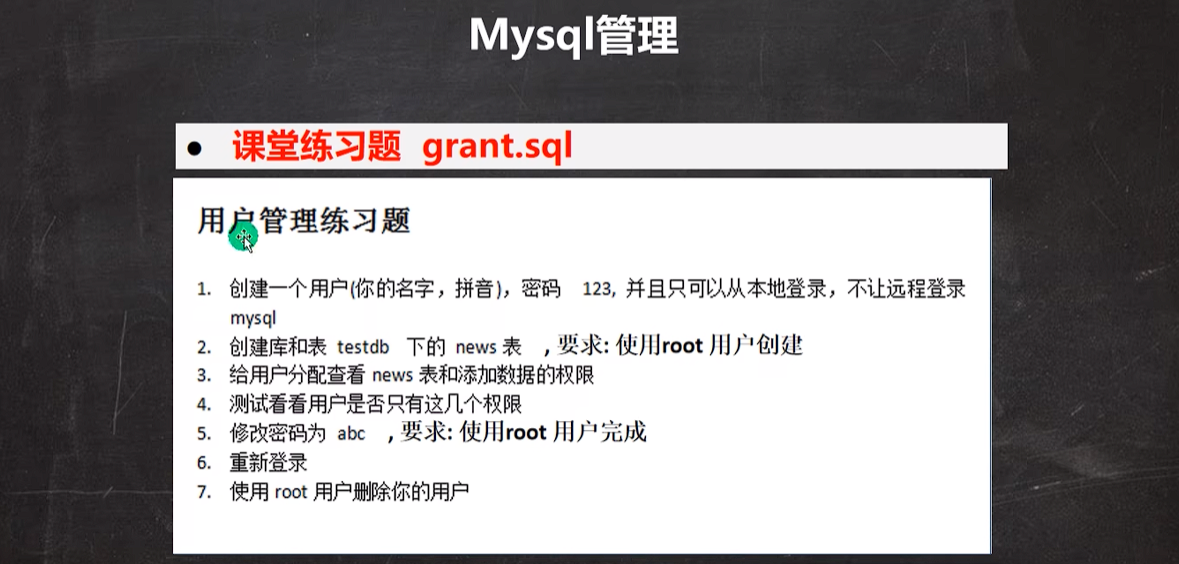 Mysql管理
● 课堂练习题 grant.sql
用户管理练习题
1. 创建一个用户(你的名字，拼音)，密码 123, 并且只可以从本地登录，不让远程登录
mysql
2. 创建库和表 testdb 下的 news 表 , 要求: 使用root 用户创建
3. 给用户分配查看 news 表和添加数据的权限
4. 测试看看用户是否只有这几个权限
5. 修改密码为 abc , 要求: 使用root 用户完成
6. 重新登录
7. 使用 root 用户删除你的用户